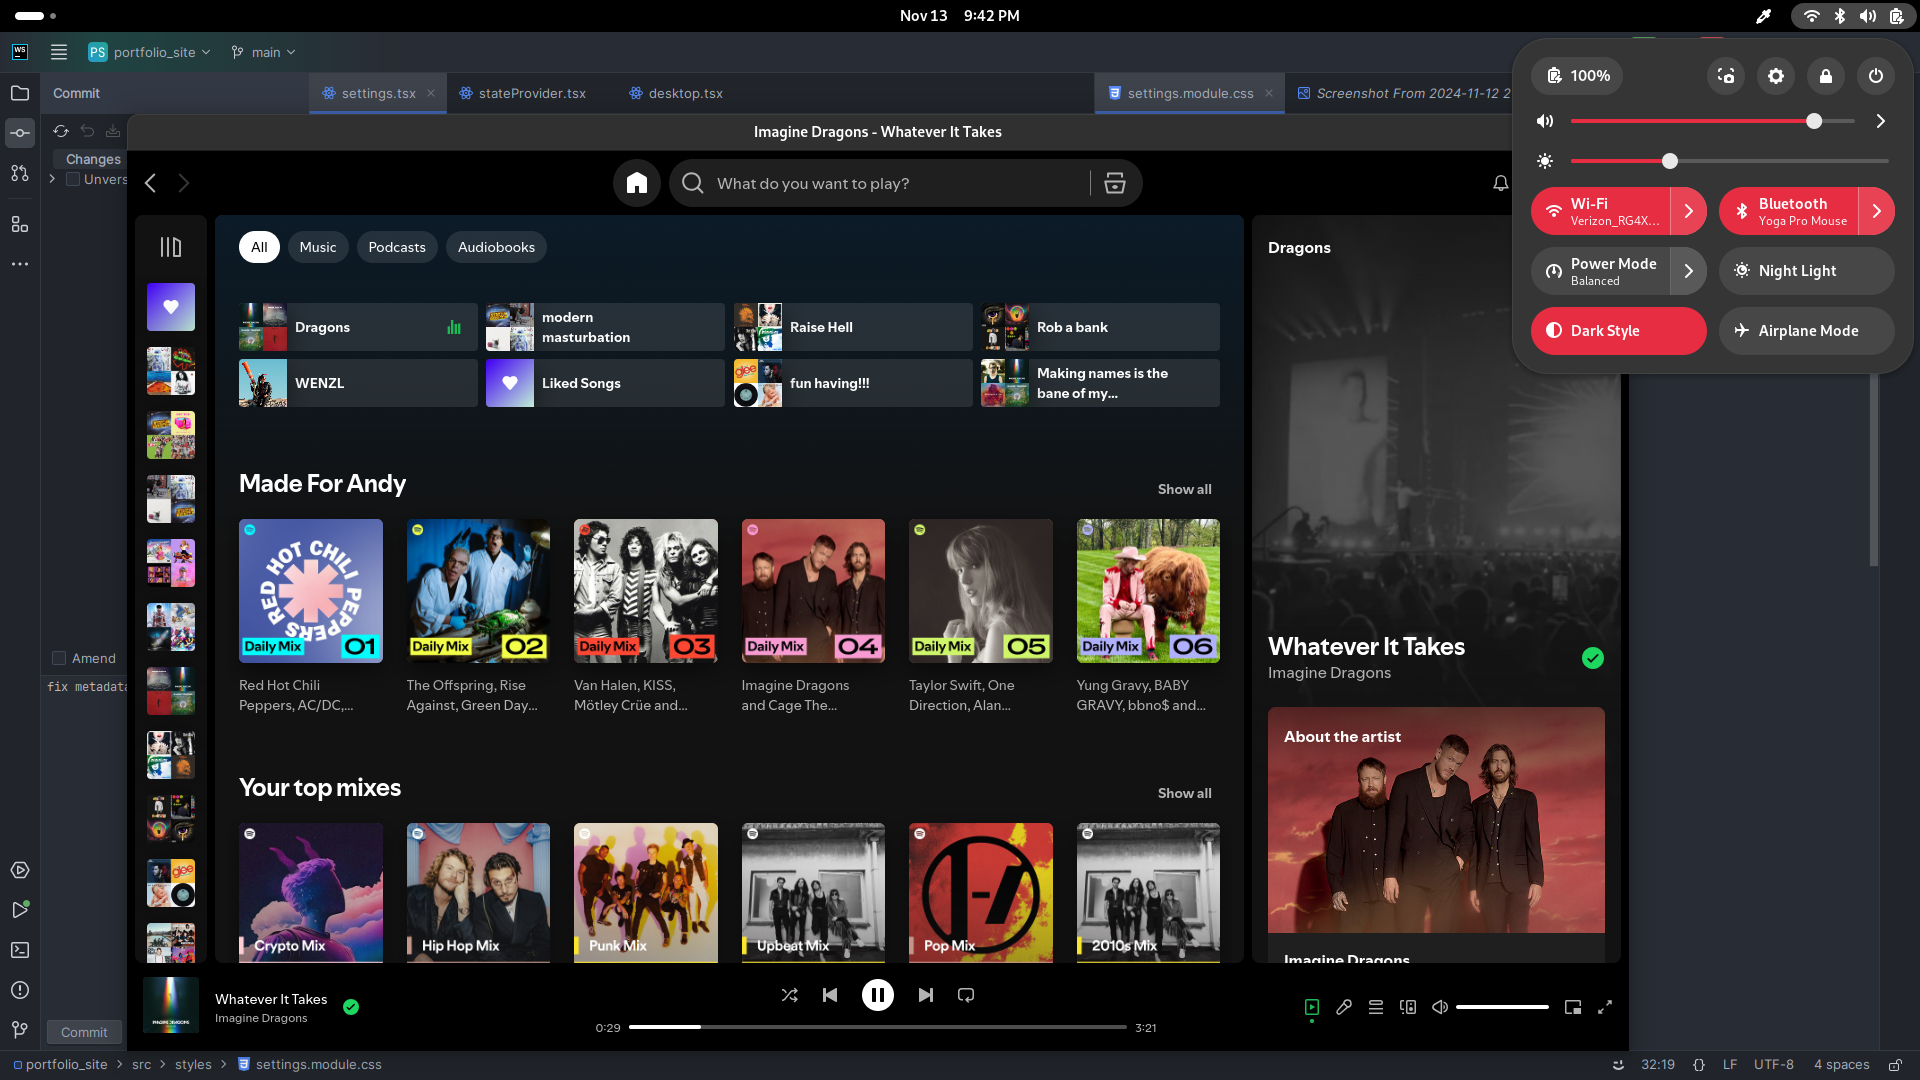 Nov 13 9:42 PM
WS
PS portfolio_site
main
Commit
settings.tsx
stateProvider.tsx
desktop.tsx
settings.module.css
Screenshot From 2024-11-12 2
100%
Changes
Unvers
Imagine Dragons - Whatever It Takes
What do you want to play?
Wi-Fi
Verizon_RG4X...
Bluetooth
Yoga Pro Mouse
Power Mode
Balanced
Night Light
Dark Style
Airplane Mode
All
Music
Podcasts
Audiobooks
Dragons
modern
masturbation
Raise Hell
Rob a bank
WENZL
Liked Songs
glee
fun having!!!
Making names is the
bane of my...
Made For Andy
Show all
RED HOT CHILI PEPPERS
Daily Mix 01
Daily Mix 02
Daily Mix 03
Daily Mix 04
Daily Mix 05
Daily Mix 06
Red Hot Chili
Peppers, AC/DC,...
The Offspring, Rise
Against, Green Day...
Van Halen, KISS,
Mötley Crüe and...
Imagine Dragons
and Cage The...
Taylor Swift, One
Direction, Alan...
Yung Gravy, BABY
GRAVY, bbno$ and...
Your top mixes
Show all
Crypto Mix
Hip Hop Mix
Punk Mix
Upbeat Mix
Pop Mix
2010s Mix
Dragons
Whatever It Takes
Imagine Dragons
About the artist
Imagine Dragons
glee
Amend
fix metadata
Commit
IMAGINE DRAGONS
Whatever It Takes
Imagine Dragons
0:29
3:21
portfolio_site
src
styles
settings.module.css
32:19
{}
LF
UTF-8
4 spaces